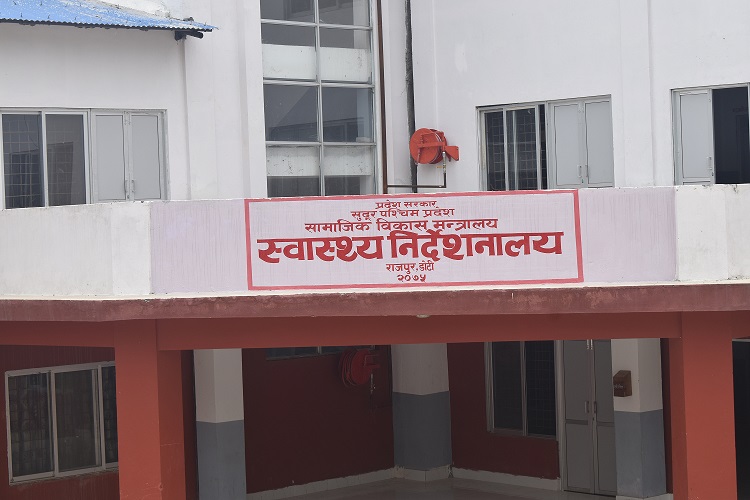 प्रदेश सरकार
सुदूर पश्चिम प्रदेश
सामाजिक विकास मन्त्रालय
स्वास्थ्य निर्देशनालय
राजपुर, डोटी
२०७५